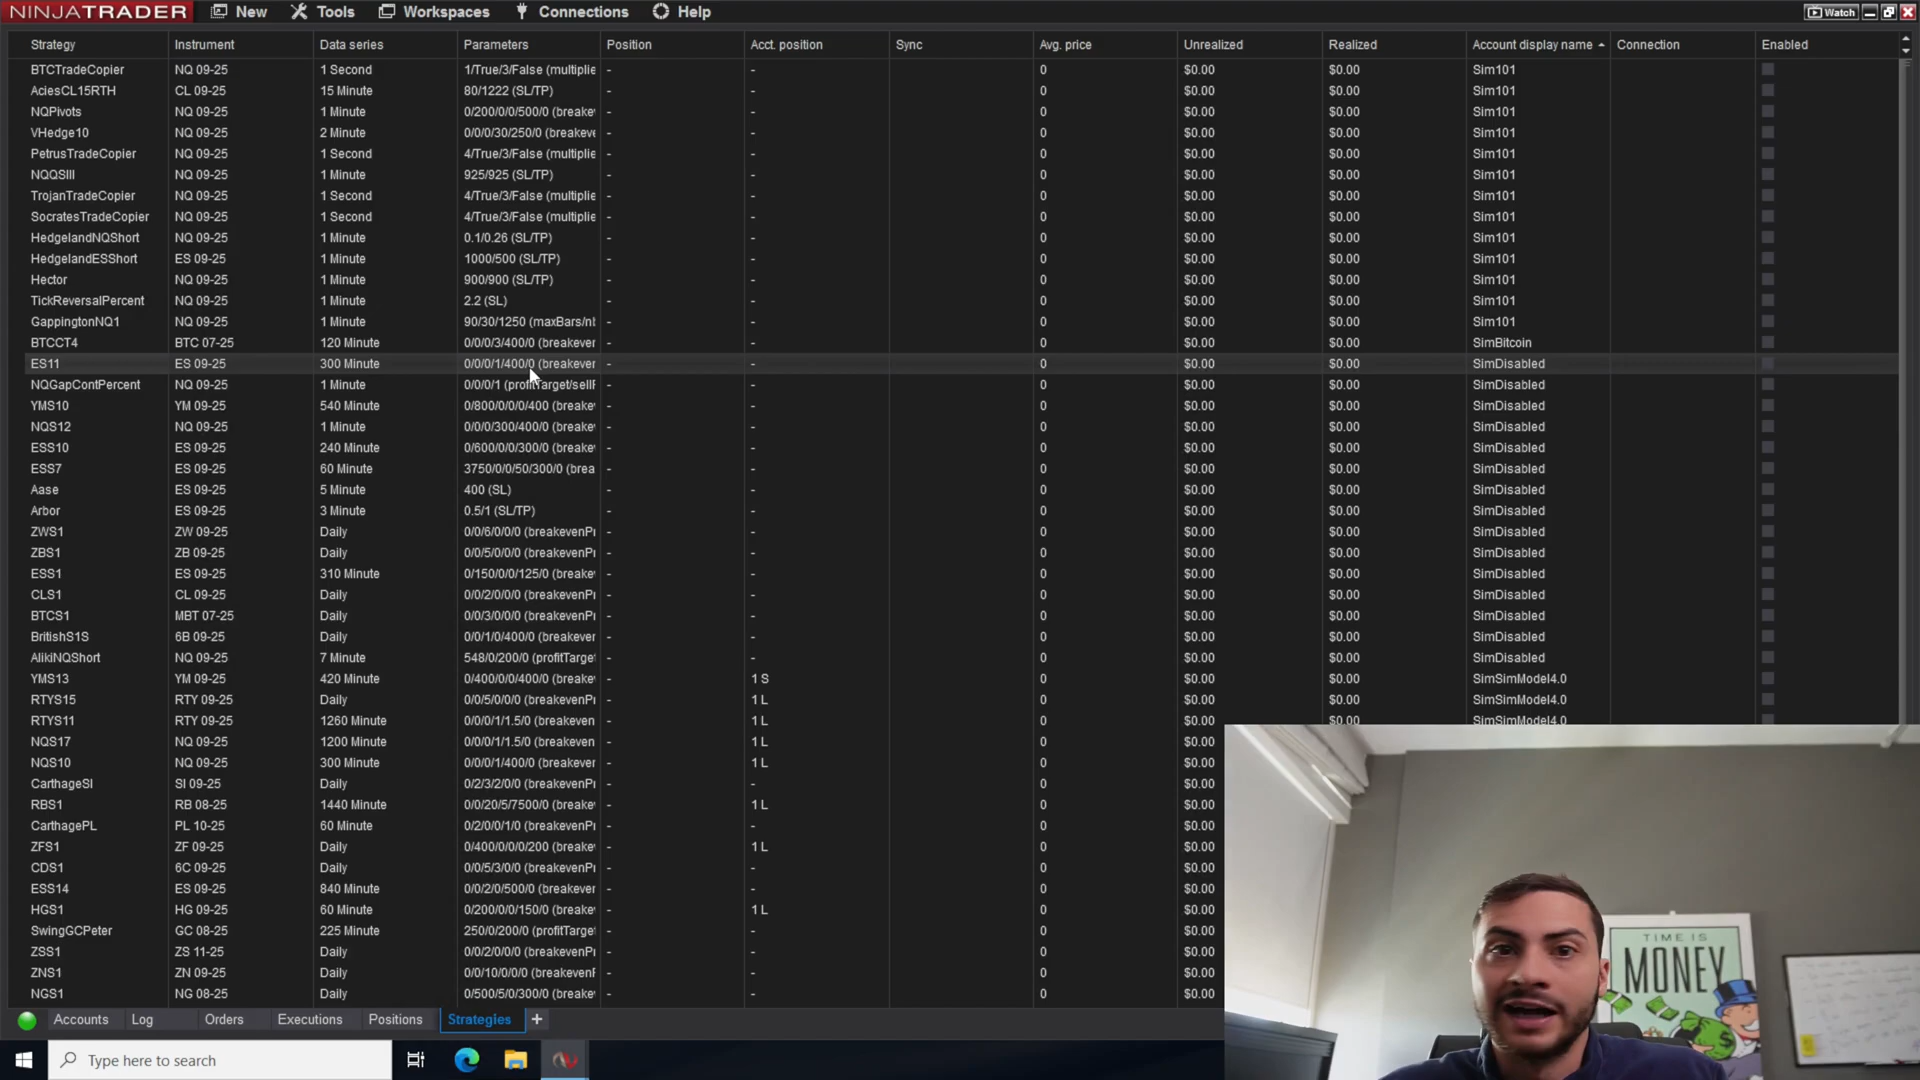 NINJATRADER New Tools Workspaces Connections Help Watch
Strategy Instrument Data series Parameters Position Acct. position Sync Avg. price Unrealized Realized Account display name Connection Enabled
BTCTradeCopier NQ 09-25 1 Second 1/True/3/False (multiplie - - 0 $0.00 $0.00 Sim101
AciesCL15RTH CL 09-25 15 Minute 80/1222 (SL/TP) - - 0 $0.00 $0.00 Sim101
NQPivots NQ 09-25 1 Minute 0/200/0/0/500/0 (breakev - - 0 $0.00 $0.00 Sim101
VHedge10 NQ 09-25 2 Minute 0/0/0/30/250/0 (breakeve - - 0 $0.00 $0.00 Sim101
PetrusTradeCopier NQ 09-25 1 Second 4/True/3/False (multiplie - - 0 $0.00 $0.00 Sim101
NQQSIII NQ 09-25 1 Minute 925/925 (SL/TP) - - 0 $0.00 $0.00 Sim101
TrojanTradeCopier NQ 09-25 1 Second 4/True/3/False (multiplie - - 0 $0.00 $0.00 Sim101
SocratesTradeCopier NQ 09-25 1 Second 4/True/3/False (multiplie - - 0 $0.00 $0.00 Sim101
HedgelandNQShort NQ 09-25 1 Minute 0.1/0.26 (SL/TP) - - 0 $0.00 $0.00 Sim101
HedgelandESShort ES 09-25 1 Minute 1000/500 (SL/TP) - - 0 $0.00 $0.00 Sim101
Hector NQ 09-25 1 Minute 900/900 (SL/TP) - - 0 $0.00 $0.00 Sim101
TickReversalPercent NQ 09-25 1 Minute 2.2 (SL) - - 0 $0.00 $0.00 Sim101
GappingtonNQ1 NQ 09-25 1 Minute 90/30/1250 (maxBars/nl - - 0 $0.00 $0.00 Sim101
BTCCT4 BTC 07-25 120 Minute 0/0/0/3/400/0 (breakever - - 0 $0.00 $0.00 SimBitcoin
ES11 ES 09-25 300 Minute 0/0/0/1/400/0 (breakever - - 0 $0.00 $0.00 SimDisabled
NQGapContPercent NQ 09-25 1 Minute 0/0/0/1 (profitTarget/sellF - - 0 $0.00 $0.00 SimDisabled
YMS10 YM 09-25 540 Minute 0/800/0/0/0/400 (breake - - 0 $0.00 $0.00 SimDisabled
NQS12 NQ 09-25 1 Minute 0/0/0/300/400/0 (breake - - 0 $0.00 $0.00 SimDisabled
ESS10 ES 09-25 240 Minute 0/600/0/0/300/0 (breake - - 0 $0.00 $0.00 SimDisabled
ESS7 ES 09-25 60 Minute 3750/0/0/50/300/0 (brea - - 0 $0.00 $0.00 SimDisabled
Aase ES 09-25 5 Minute 400 (SL) - - 0 $0.00 $0.00 SimDisabled
Arbor ES 09-25 3 Minute 0.5/1 (SL/TP) - - 0 $0.00 $0.00 SimDisabled
ZWS1 ZW 09-25 Daily 0/0/6/0/0/0 (breakevenPr - - 0 $0.00 $0.00 SimDisabled
ZBS1 ZB 09-25 Daily 0/0/5/0/0/0 (breakevenPr - - 0 $0.00 $0.00 SimDisabled
ESS1 ES 09-25 310 Minute 0/150/0/0/125/0 (breake - - 0 $0.00 $0.00 SimDisabled
CLS1 CL 09-25 Daily 0/0/2/0/0/0 (breakevenPr - - 0 $0.00 $0.00 SimDisabled
BTCS1 MBT 07-25 Daily 0/0/3/0/0/0 (breakevenPr - - 0 $0.00 $0.00 SimDisabled
BritishS1S 6B 09-25 Daily 0/0/1/0/400/0 (breakever - - 0 $0.00 $0.00 SimDisabled
AlikiNQShort NQ 09-25 7 Minute 548/0/200/0 (profitTarge - - 0 $0.00 $0.00 SimDisabled
YMS13 YM 09-25 420 Minute 0/400/0/0/400/0 (breake - 1 S 0 $0.00 $0.00 SimSimModel4.0
RTYS15 RTY 09-25 Daily 0/0/5/0/0/0 (breakevenPr - 1 L 0 $0.00 $0.00 SimSimModel4.0
RTYS11 RTY 09-25 1260 Minute 0/0/0/1/1.5/0 (breakeven - 1 L 0 $0.00 $0.00 SimSimModel4.0
NQS17 NQ 09-25 1200 Minute 0/0/0/1/1.5/0 (breakeven - 1 L 0 $0.00
NQS10 NQ 09-25 300 Minute 0/0/0/1/400/0 (breakever - 1 L 0 $0.00
CarthageSI SI 09-25 Daily 0/2/3/2/0/0 (breakevenPr - - 0 $0.00
RBS1 RB 08-25 1440 Minute 0/0/20/5/7500/0 (breake - 1 L 0 $0.00
CarthagePL PL 10-25 60 Minute 0/2/0/0/1/0 (breakevenPr - - 0 $0.00
ZFS1 ZF 09-25 Daily 0/400/0/0/0/200 (breake - 1 L 0 $0.00
CDS1 6C 09-25 Daily 0/0/5/3/0/0 (breakevenPr - - 0 $0.00
ESS14 ES 09-25 840 Minute 0/0/2/0/500/0 (breakever - - 0 $0.00
HGS1 HG 09-25 60 Minute 0/200/0/0/150/0 (breake - 1 L 0 $0.00
SwingGCPeter GC 08-25 225 Minute 250/0/200/0 (profitTarge - - 0 $0.00
ZSS1 ZS 11-25 Daily 0/0/2/0/0/0 (breakevenPr - - 0 $0.00
ZNS1 ZN 09-25 Daily 0/0/10/0/0/0 (breakevenF - - 0 $0.00
NGS1 NG 08-25 Daily 0/500/5/0/300/0 (breake - - 0 $0.00
TIME IS
MONEY
Accounts Log Orders Executions Positions Strategies +
Type here to search